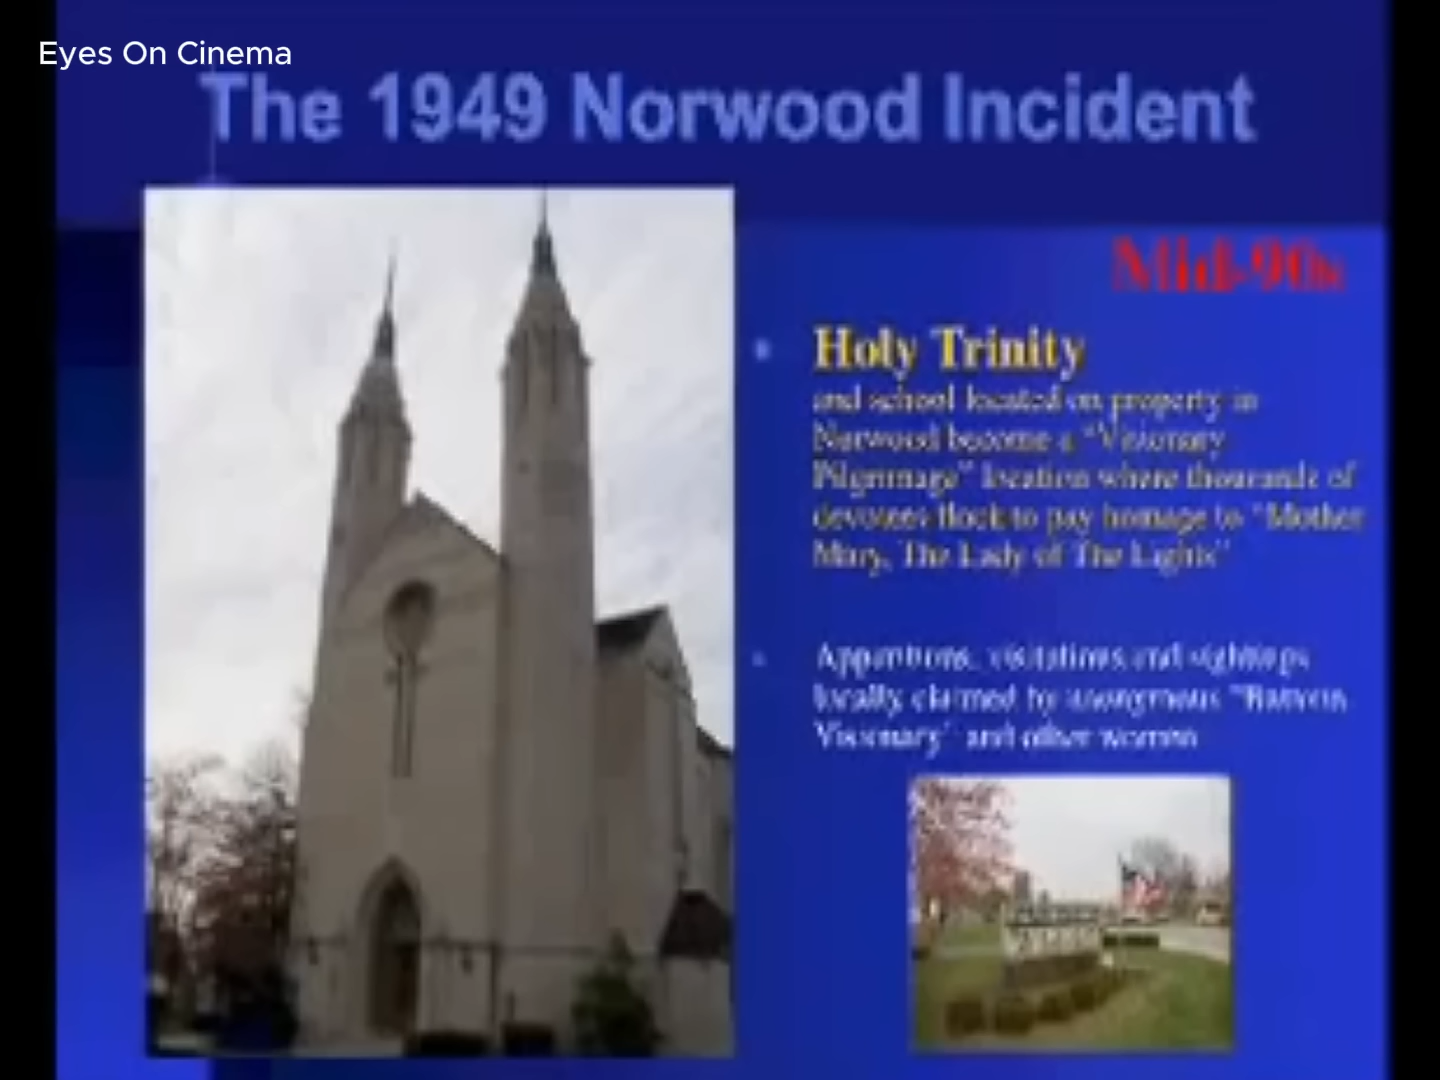 Eyes On Cinema
The 1949 Norwood Incident
Mid-90s
Holy Trinity
and school located on property in
Norwood become a "Visionary
Pilgrimage" location where thousands of
devotees flock to pay homage to "Mother
Mary, The Lady of The Lights"
Apparitions, visitations and sightings
locally claimed by anonymous "Batavia
Visionary" and other women